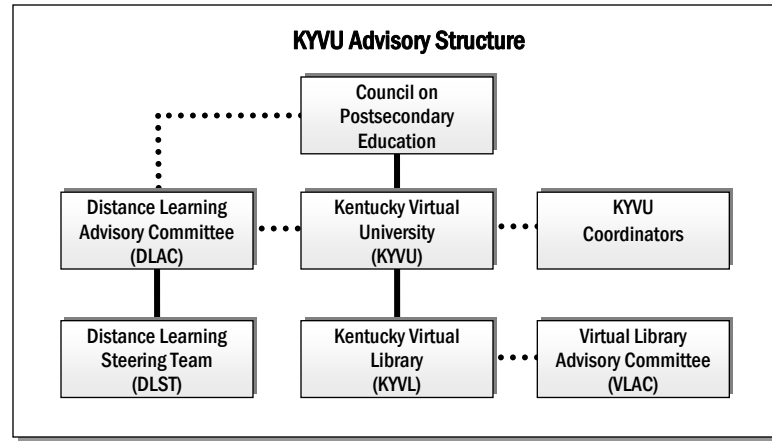 KYVU Advisory Structure
Council on
Postsecondary
Education
Distance Learning
Advisory Committee
(DLAC)
Kentucky Virtual
University
(KYVU)
KYVU
Coordinators
Distance Learning
Steering Team
(DLST)
Kentucky Virtual
Library
(KYVL)
Virtual Library
Advisory Committee
(VLAC)